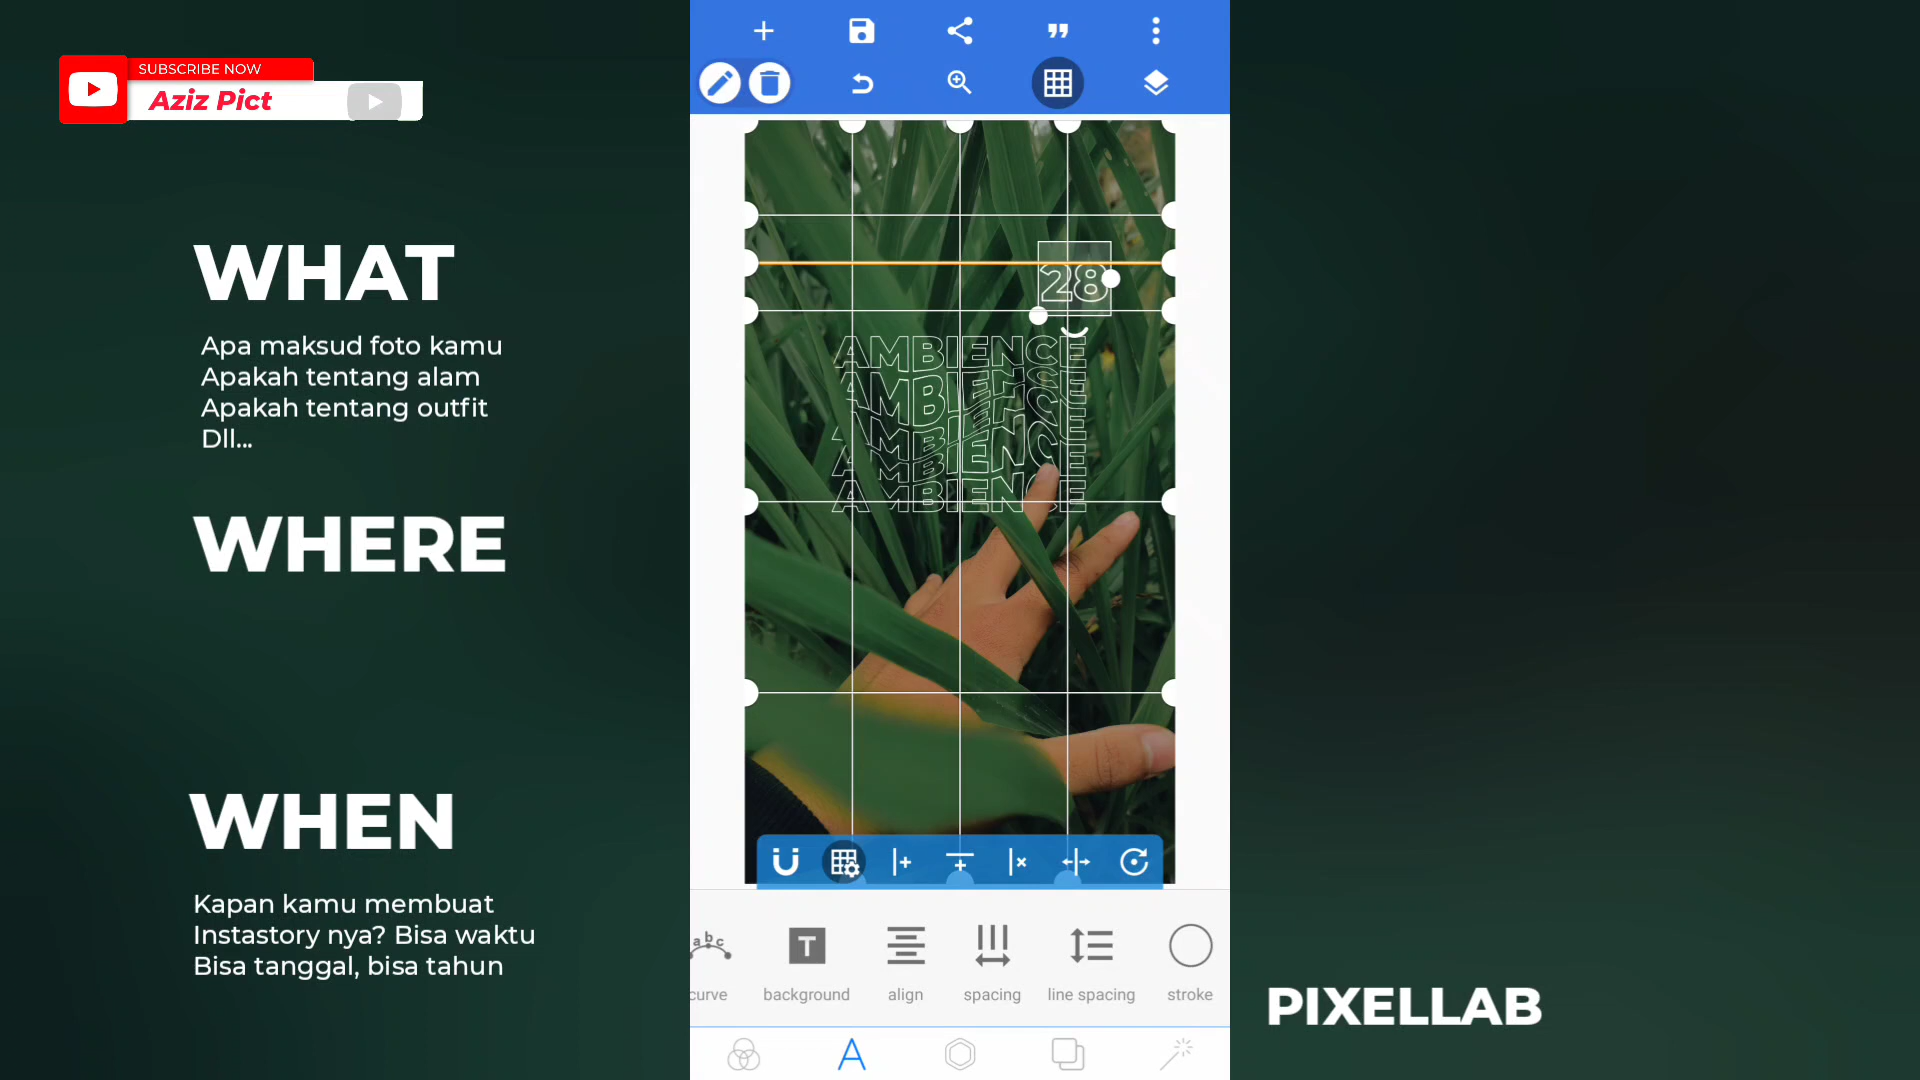 SUBSCRIBE NOW
Aziz Pict
WHAT
Apa maksud foto kamu
Apakah tentang alam
Apakah tentang outfit
Dll...
WHERE
WHEN
Kapan kamu membuat
Instastory nya? Bisa waktu
Bisa tanggal, bisa tahun
28
AMBIENCE
AMBIENCE
AMBIENCE
AMBIENCE
AMBIENCE
abc
T
curve
background
align
spacing
line spacing
stroke
A
PIXELLAB